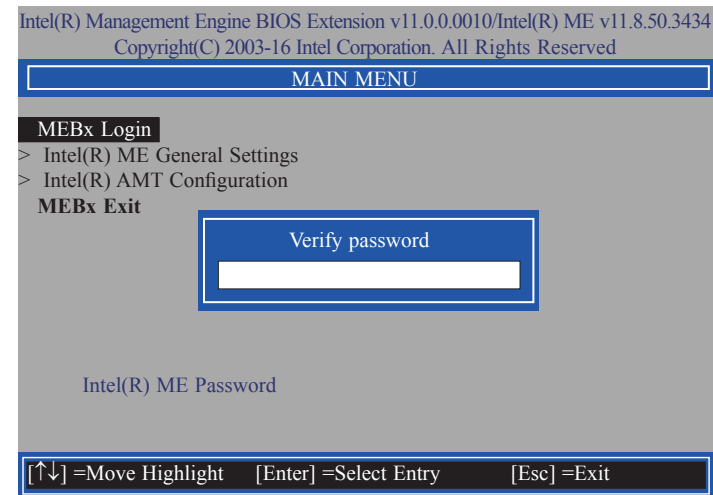 Intel(R) Management Engine BIOS Extension v11.0.0.0010/Intel(R) ME v11.8.50.3434
Copyright(C) 2003-16 Intel Corporation. All Rights Reserved
MAIN MENU
MEBx Login
> Intel(R) ME General Settings
> Intel(R) AMT Configuration
MEBx Exit
Verify password
Intel(R) ME Password
[↑↓] =Move Highlight [Enter] =Select Entry [Esc] =Exit